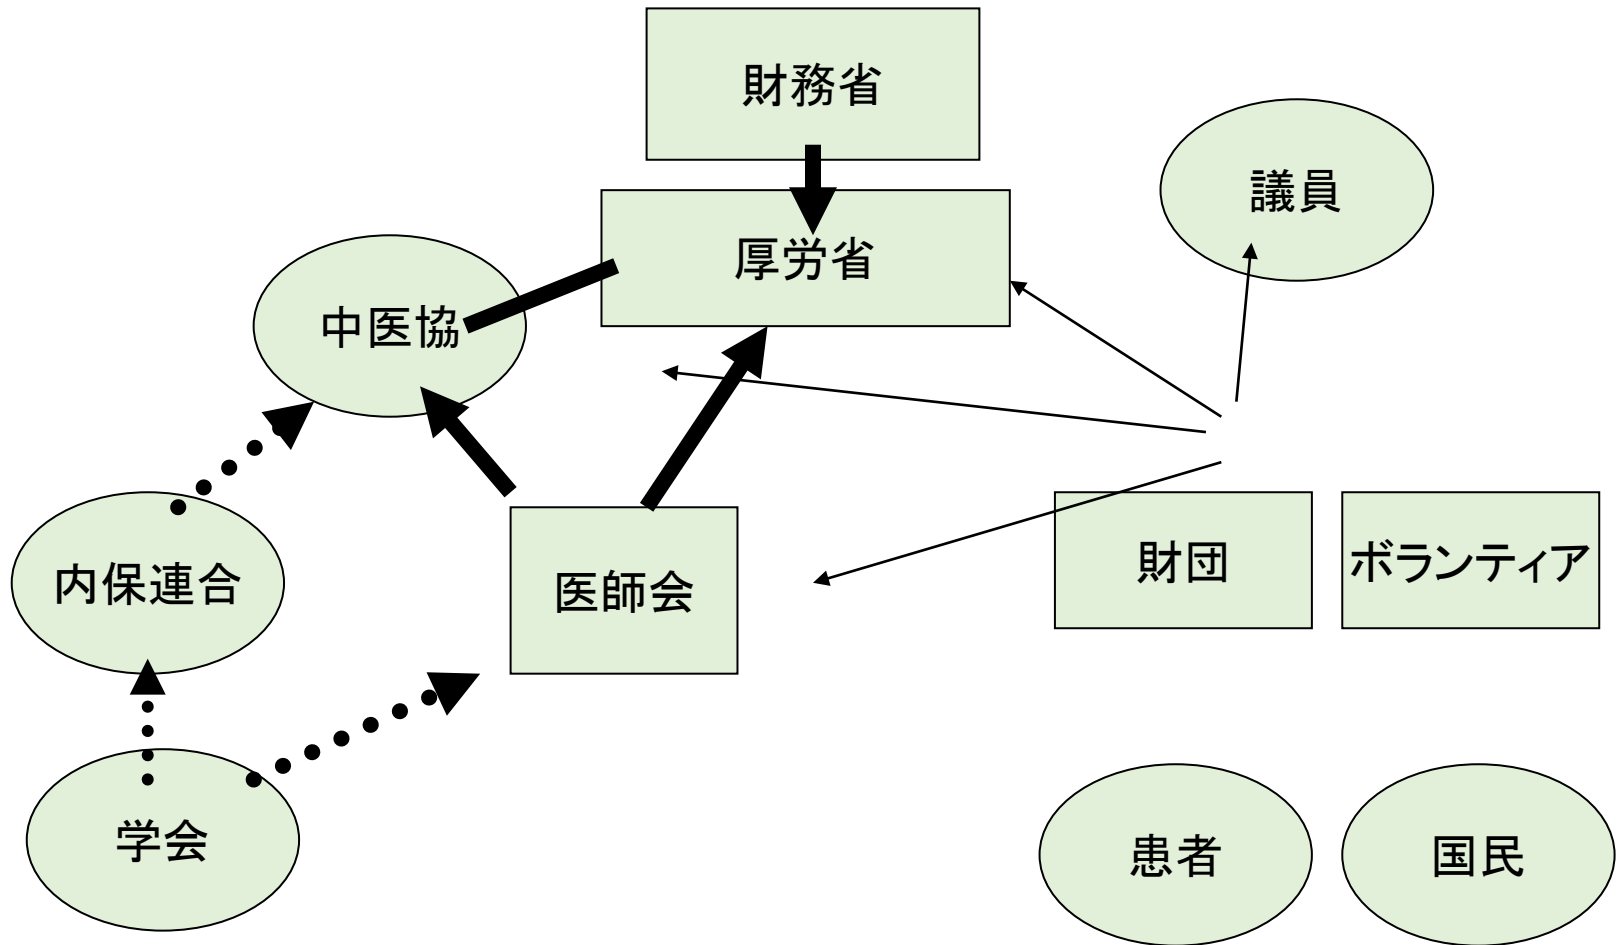 財務省
議員
厚労省
中医協
内保連合
医師会
財団
ボランティア
学会
患者
国民